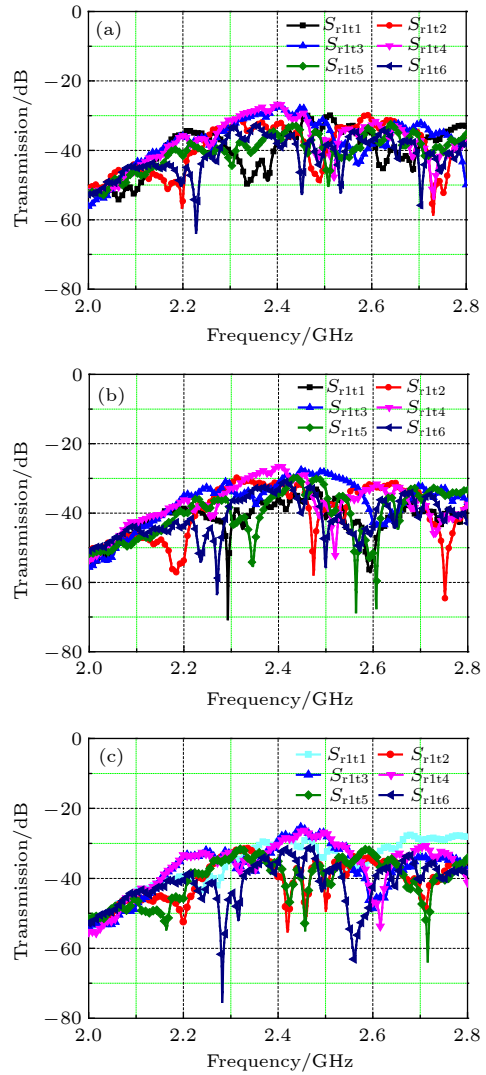 (a)
S_r1t1 S_r1t2
S_r1t3 S_r1t4
S_r1t5 S_r1t6
Transmission/dB
0
−20
−40
−60
−80
2.0 2.2 2.4 2.6 2.8
Frequency/GHz
(b)
S_r1t1 S_r1t2
S_r1t3 S_r1t4
S_r1t5 S_r1t6
Transmission/dB
0
−20
−40
−60
−80
2.0 2.2 2.4 2.6 2.8
Frequency/GHz
(c)
S_r1t1 S_r1t2
S_r1t3 S_r1t4
S_r1t5 S_r1t6
Transmission/dB
0
−20
−40
−60
−80
2.0 2.2 2.4 2.6 2.8
Frequency/GHz